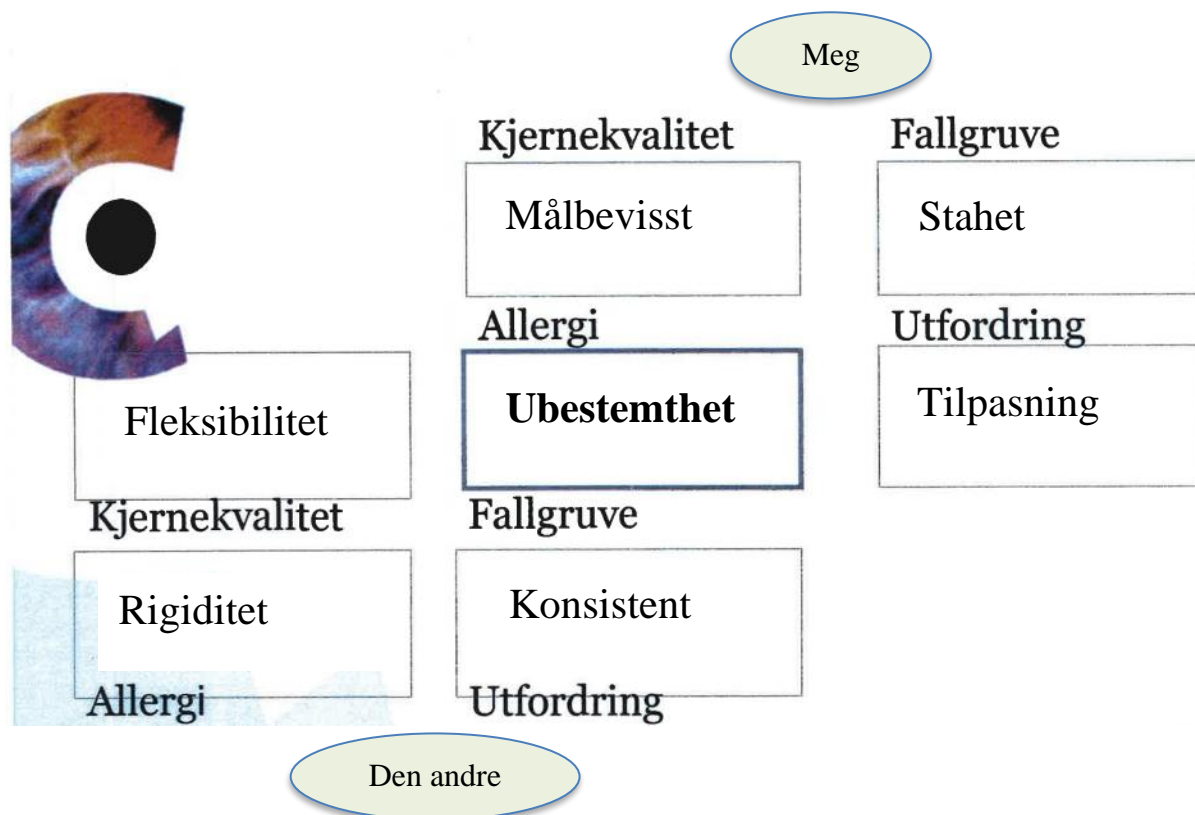 Meg
Kjernekvalitet Fallgruve
Målbevisst Stahet
Allergi Utfordring
Fleksibilitet Ubestemthet Tilpasning
Kjernekvalitet Fallgruve
Rigiditet Konsistent
Allergi Utfordring
Den andre